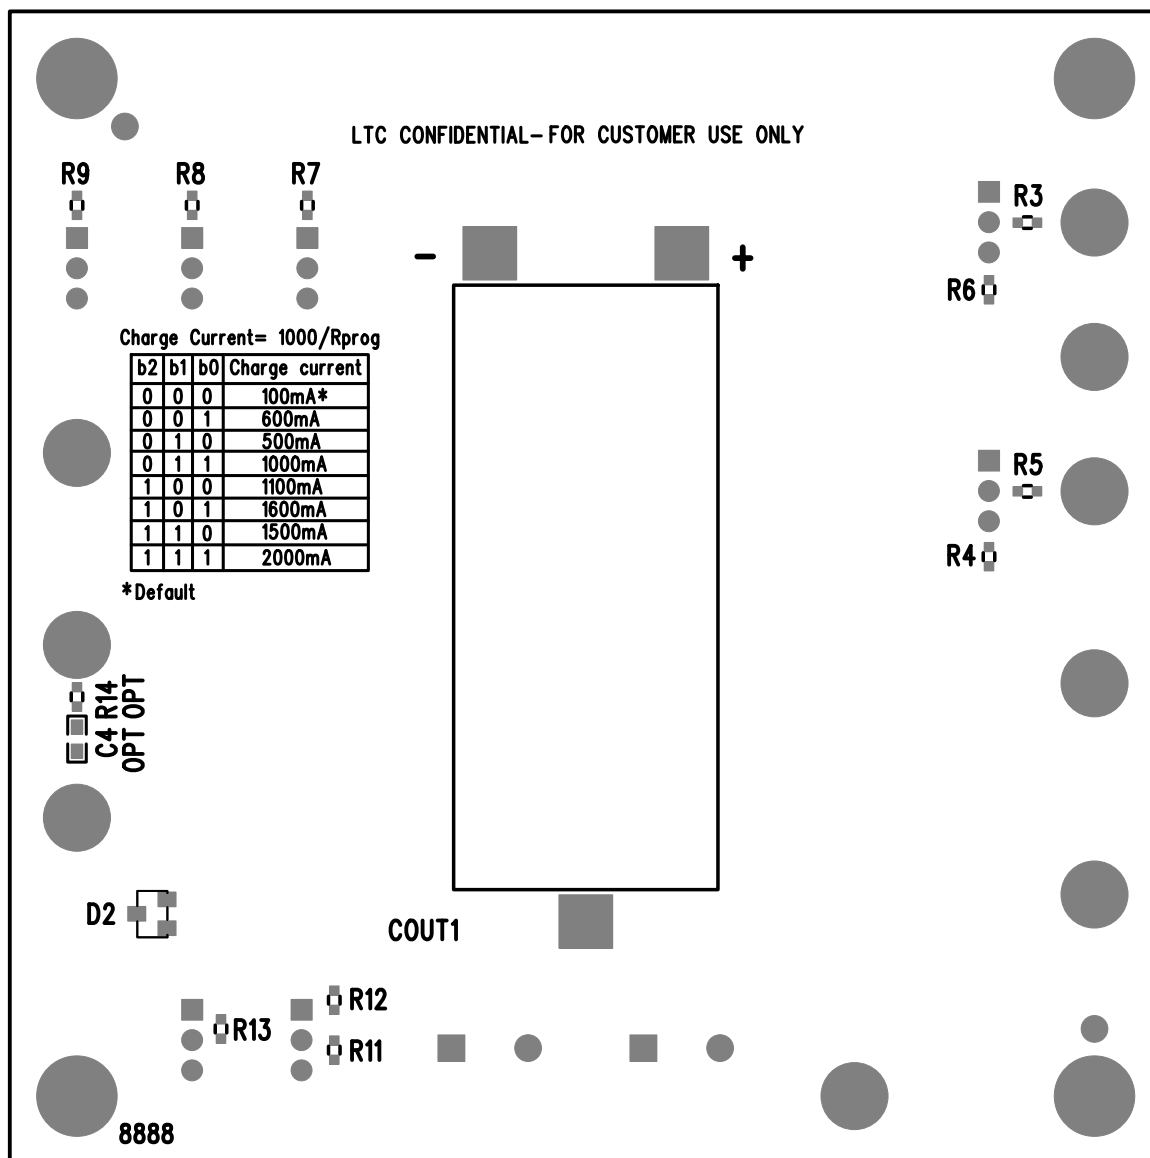 LTC CONFIDENTIAL-FOR CUSTOMER USE ONLY
R9 R8 R7
R3
- +
R6
Charge Current= 1000/Rprog
b2 b1 b0 Charge current
0 0 0 100mA*
0 0 1 600mA
0 1 0 500mA
0 1 1 1000mA
1 0 0 1100mA
1 0 1 1600mA
1 1 0 1500mA
1 1 1 2000mA
*Default
R5
R4
C4 R14
OPT OPT
D2
COUT1
R12
R13
R11
8888